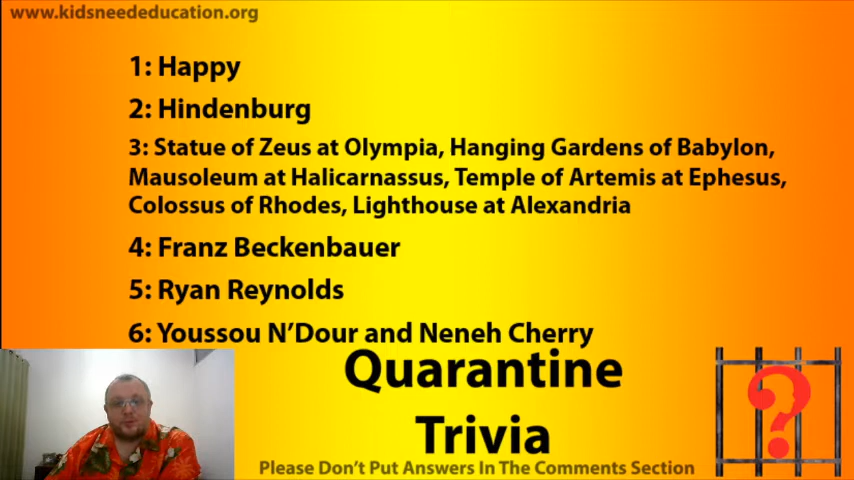 www.kidsneededucation.org
1: Happy
2: Hindenburg
3: Statue of Zeus at Olympia, Hanging Gardens of Babylon,
Mausoleum at Halicarnassus, Temple of Artemis at Ephesus,
Colossus of Rhodes, Lighthouse at Alexandria
4: Franz Beckenbauer
5: Ryan Reynolds
6: Youssou N’Dour and Neneh Cherry
Quarantine
Trivia
Please Don’t Put Answers In The Comments Section
?